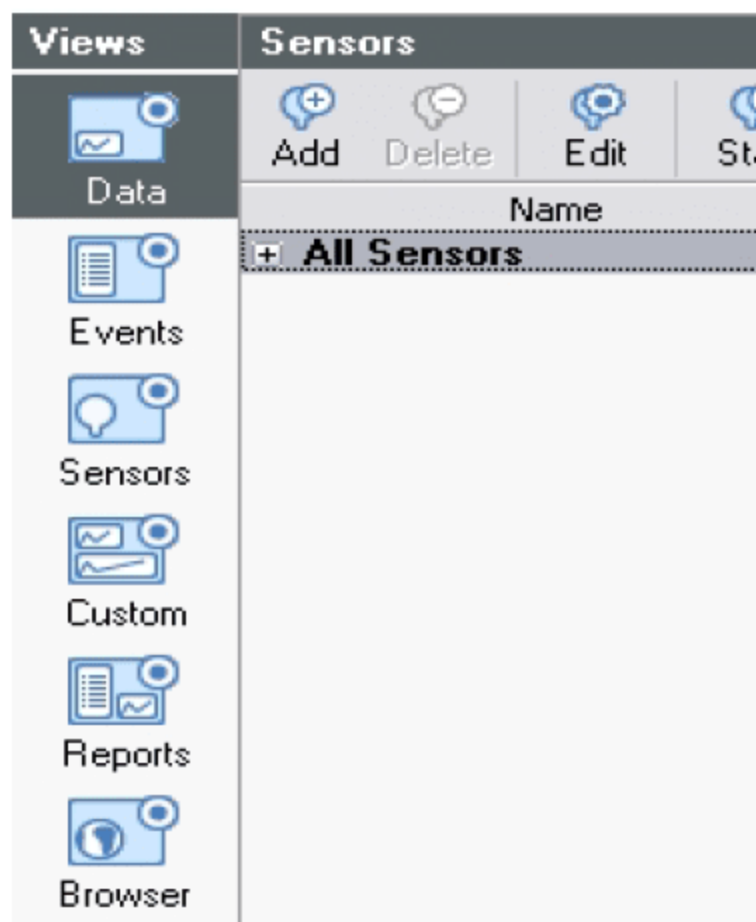 Views
Sensors
Add
Delete
Edit
Name
All Sensors
Data
Events
Sensors
Custom
Reports
Browser